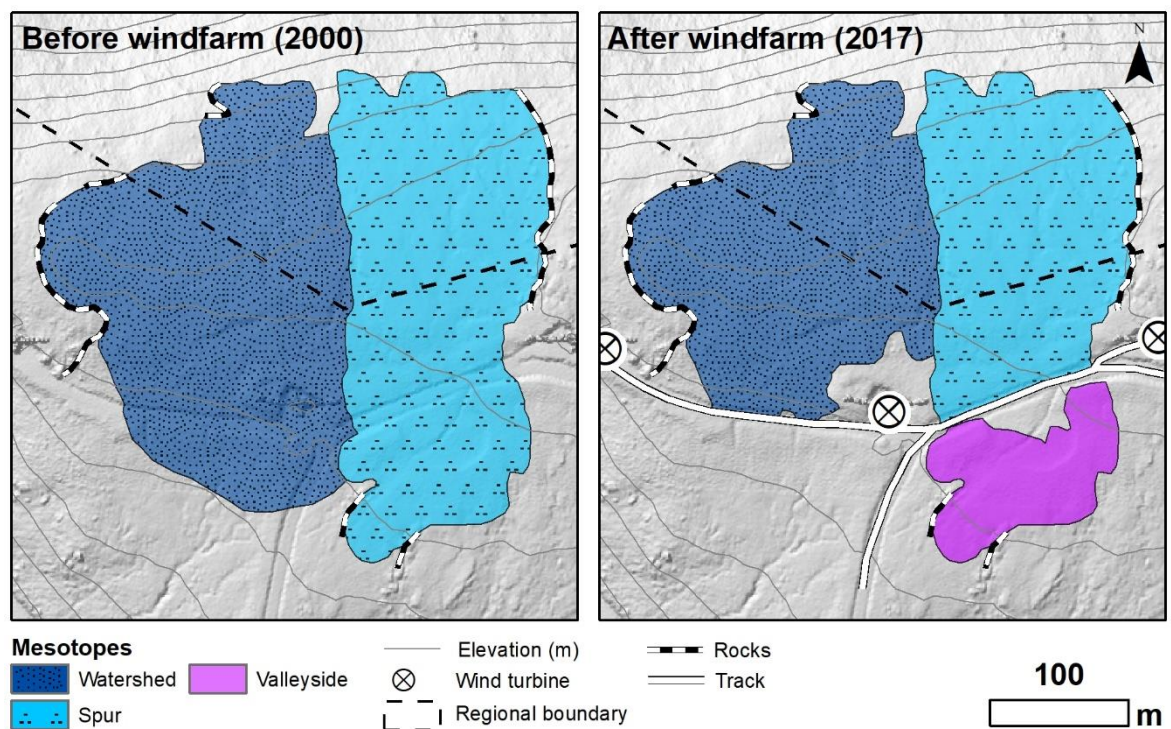 Before windfarm (2000)
After windfarm (2017)
N
Mesotopes
Watershed
Valleyside
Spur
Elevation (m)
Wind turbine
Regional boundary
Rocks
Track
100
m